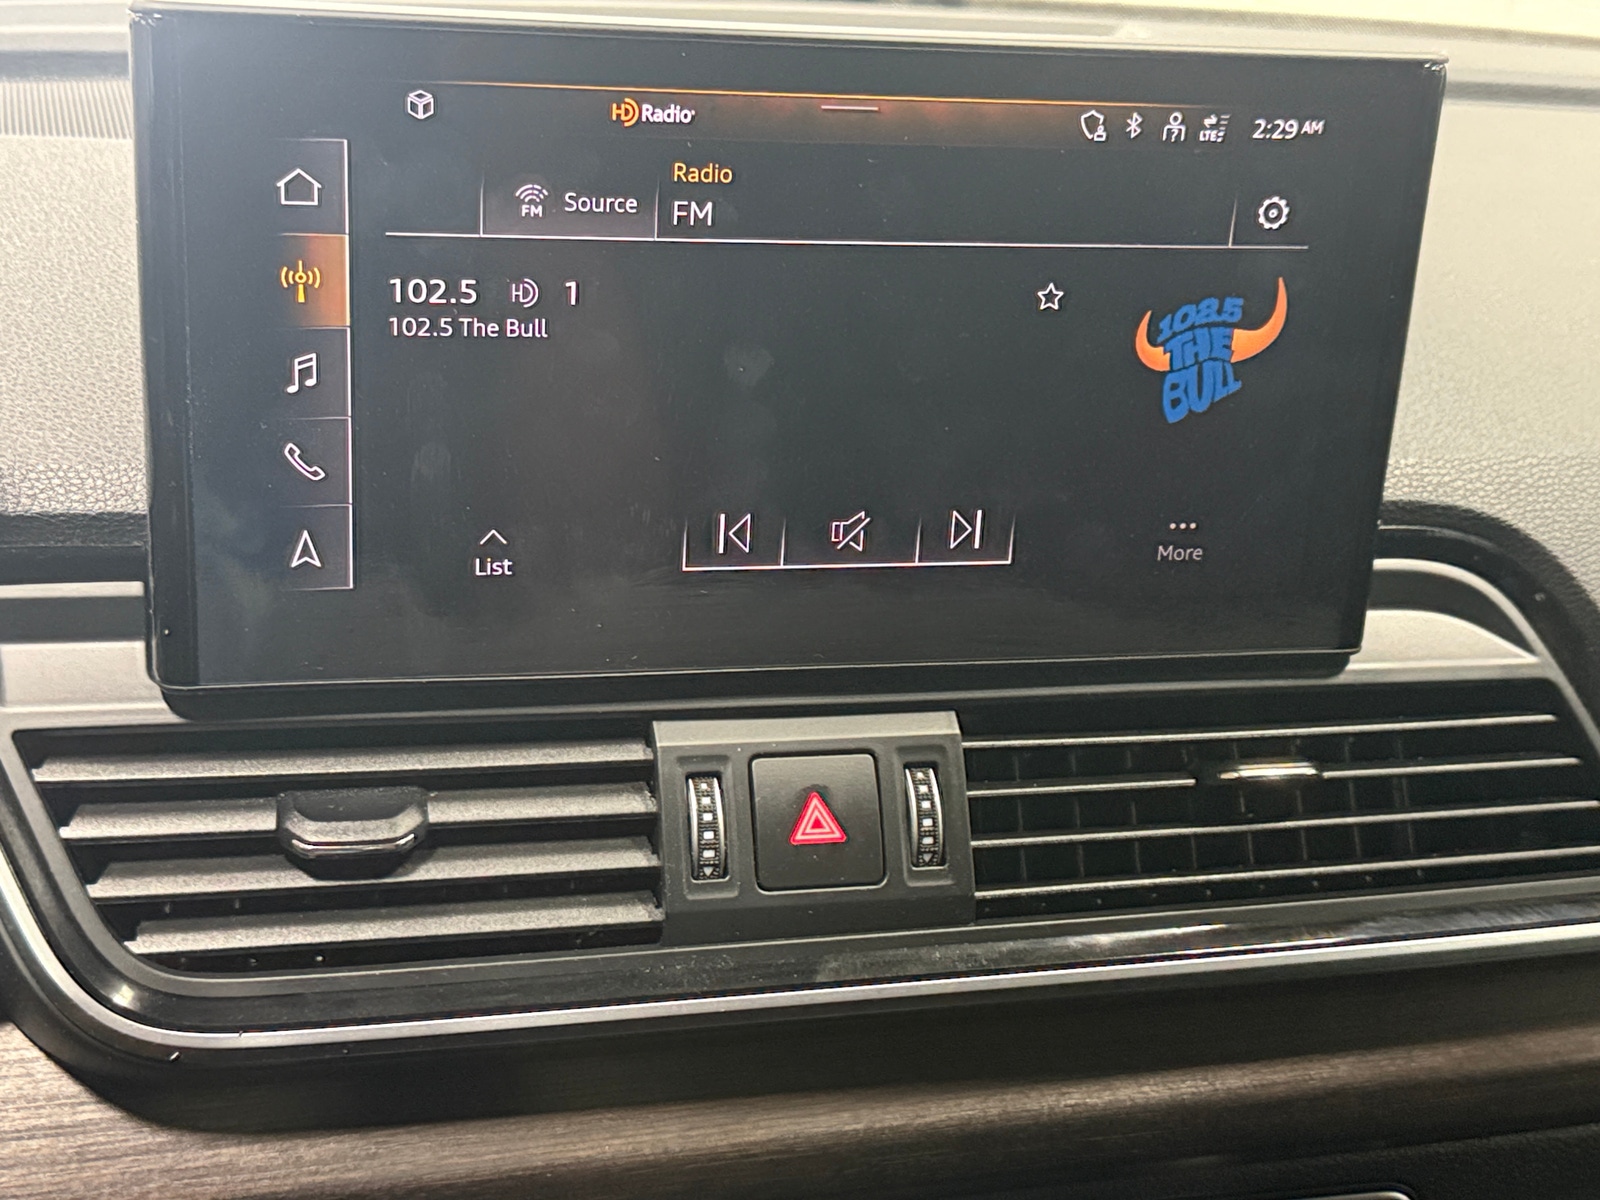 HD Radio
LTE
2:29 AM
Radio
FM
Source
FM
102.5 HD 1
102.5 The Bull
102.5
THE
BULL
List
More